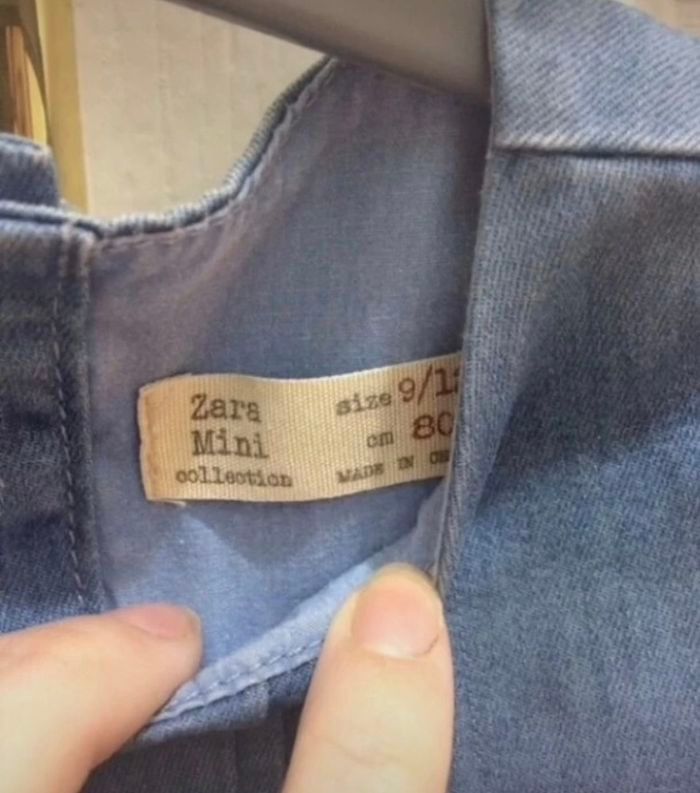 Zara
Mini
collection
size 9/1
cm 80
MADE IN